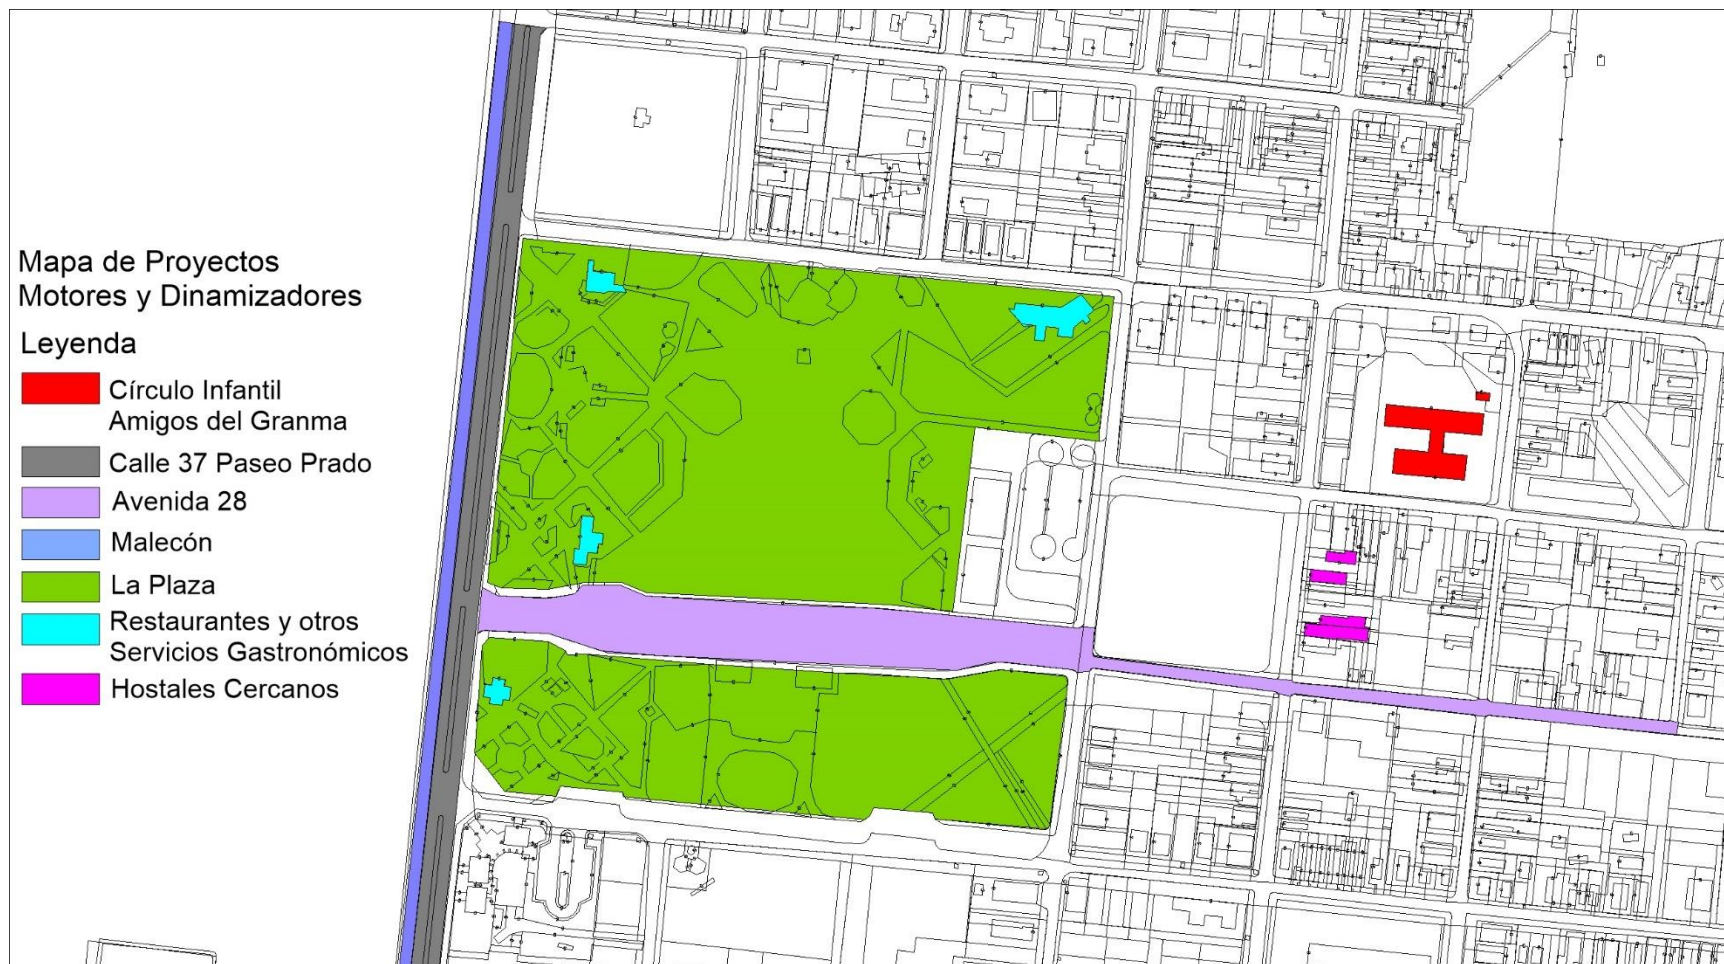 Mapa de Proyectos
Motores y Dinamizadores
Leyenda
Círculo Infantil
Amigos del Granma
Calle 37 Paseo Prado
Avenida 28
Malecón
La Plaza
Restaurantes y otros
Servicios Gastronómicos
Hostales Cercanos